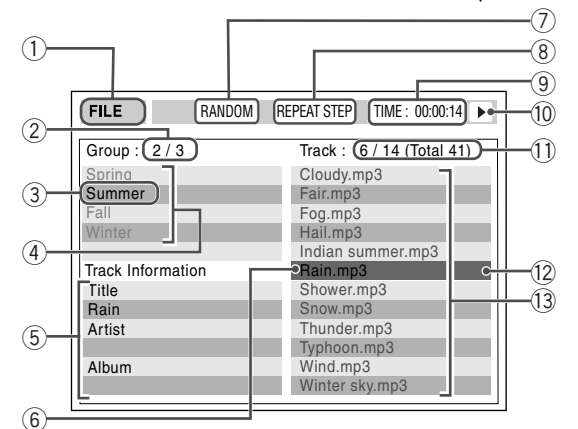 ⑦
①
⑧
⑨
FILE RANDOM REPEAT STEP TIME : 00:00:14
⑩
②
Group : 2 / 3 Track : 6 / 14 (Total 41)
⑪
Spring
Summer
Fall
Winter
③
④
Track Information
Title
Rain
Artist
Album
⑤
⑥
Cloudy.mp3
Fair.mp3
Fog.mp3
Hail.mp3
Indian summer.mp3
Rain.mp3
Shower.mp3
Snow.mp3
Thunder.mp3
Typhoon.mp3
Wind.mp3
Winter sky.mp3
⑫
⑬